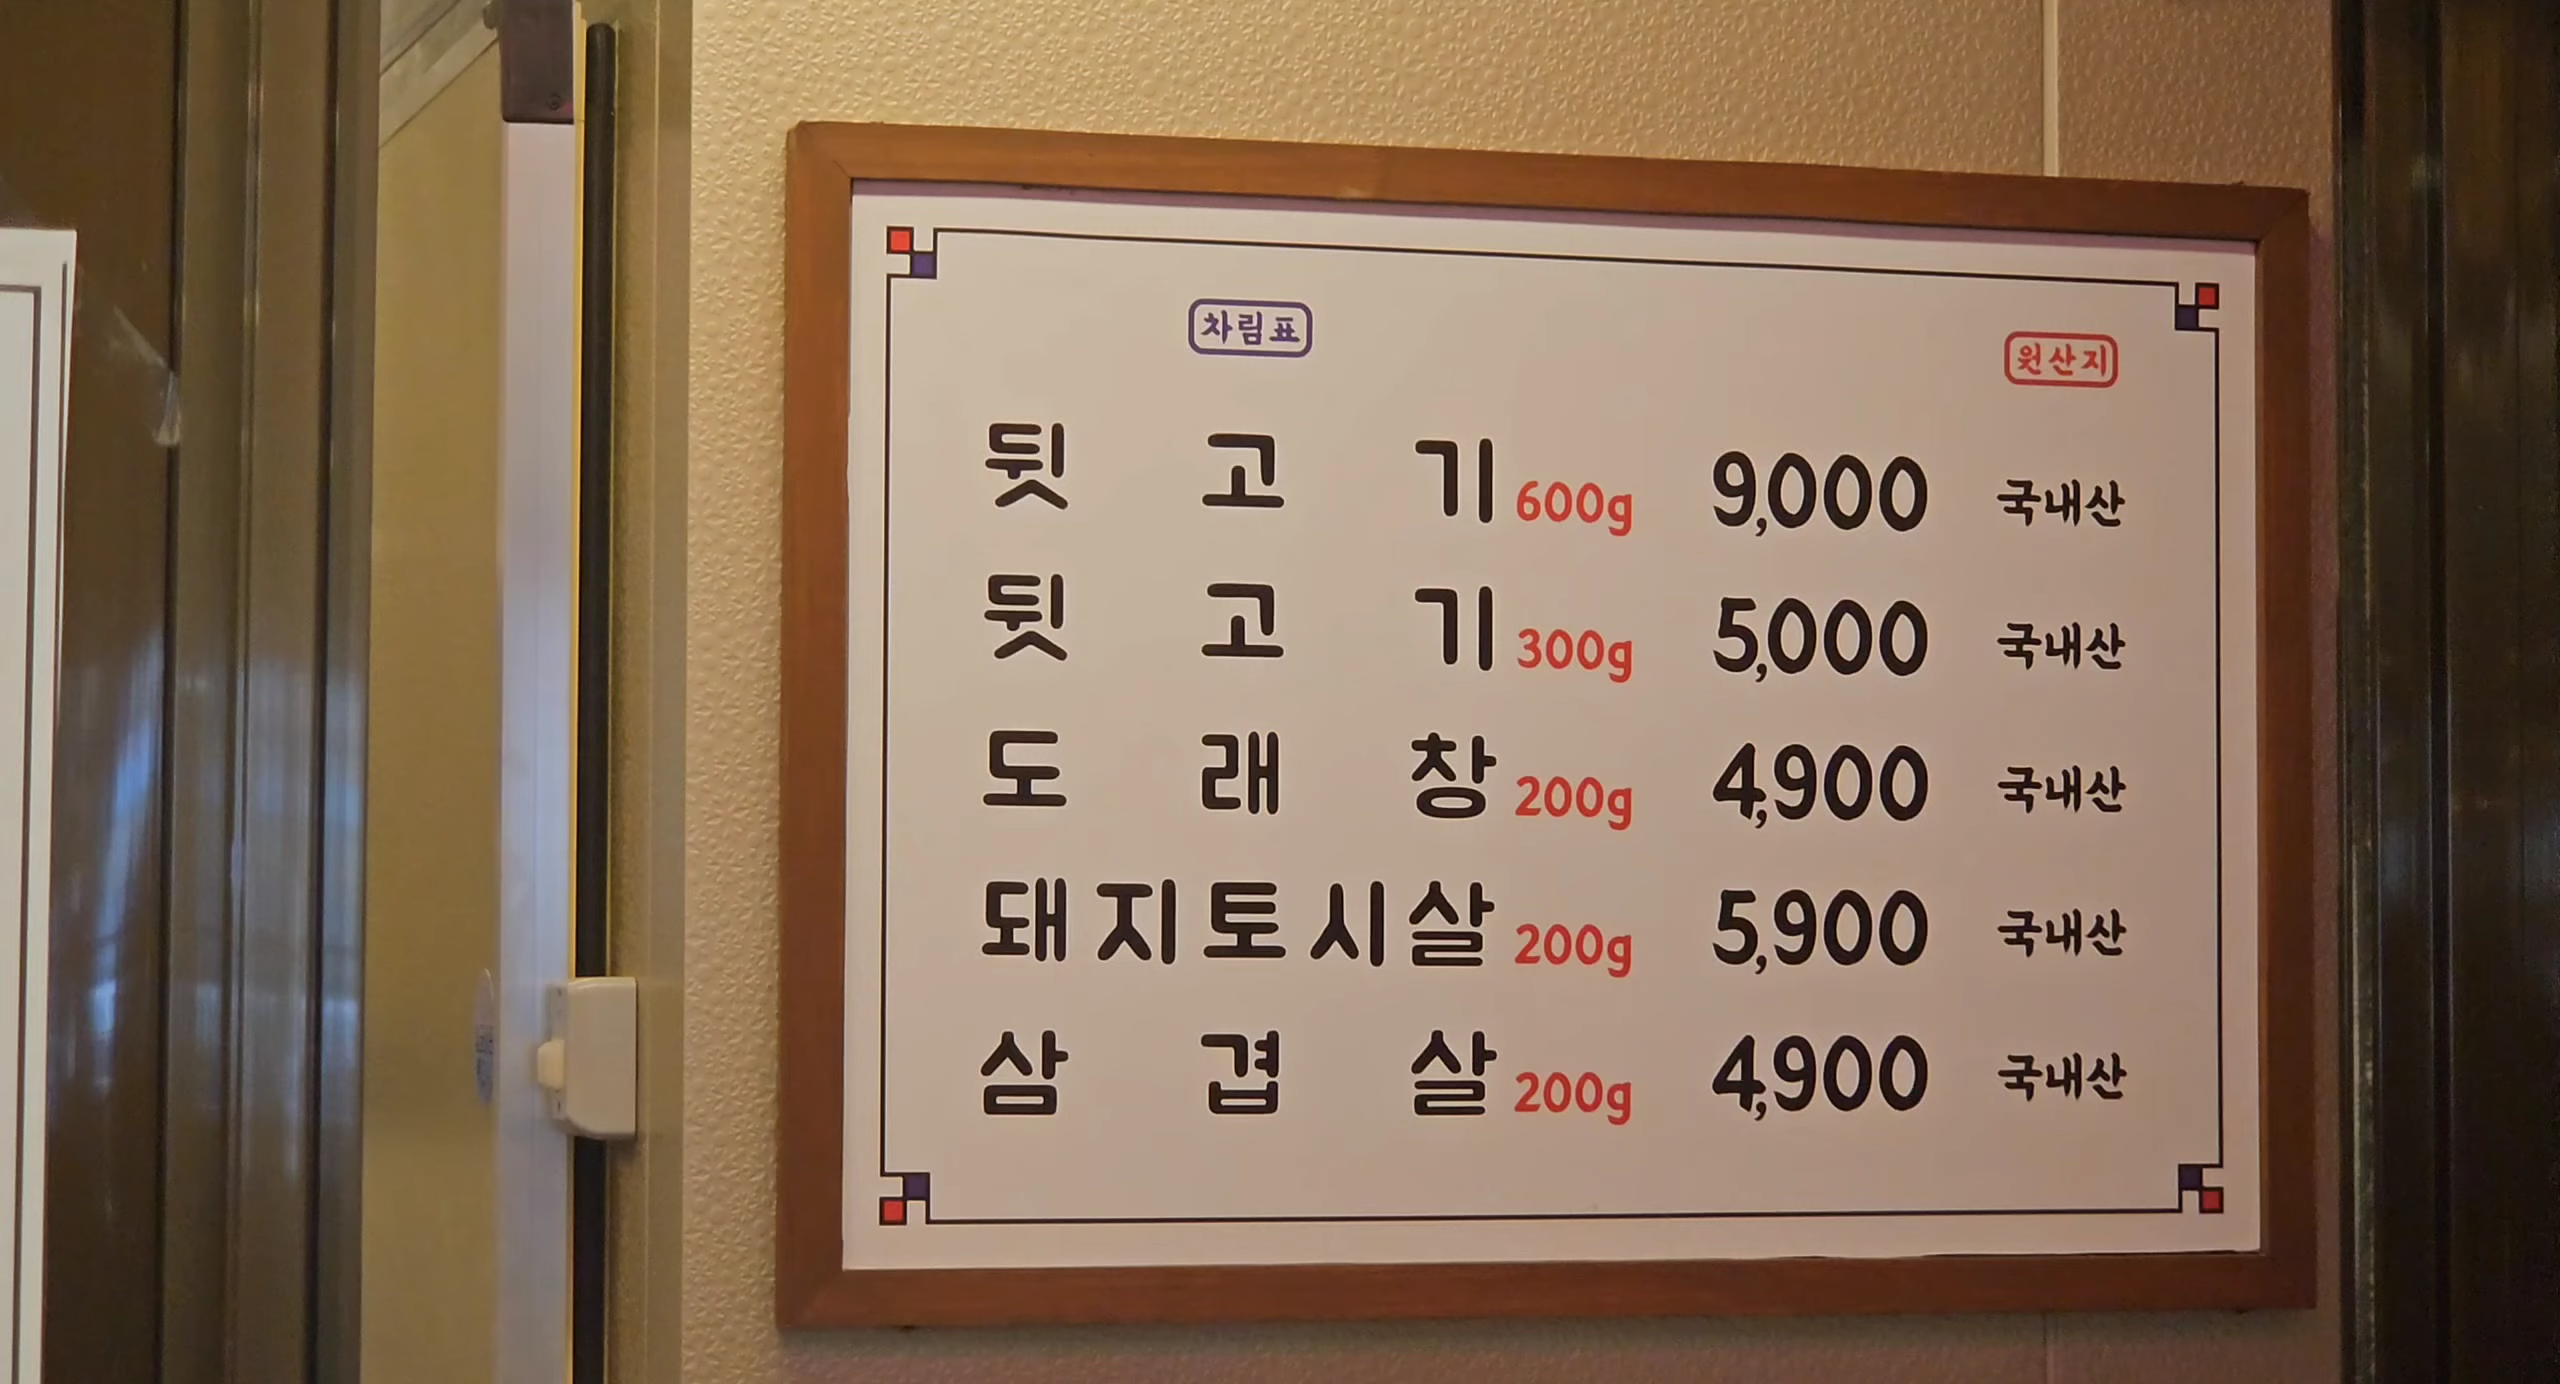 차림표 원산지
뒷고기 600g 9,000 국내산
뒷고기 300g 5,000 국내산
도래창 200g 4,900 국내산
돼지토시살 200g 5,900 국내산
삼겹살 200g 4,900 국내산